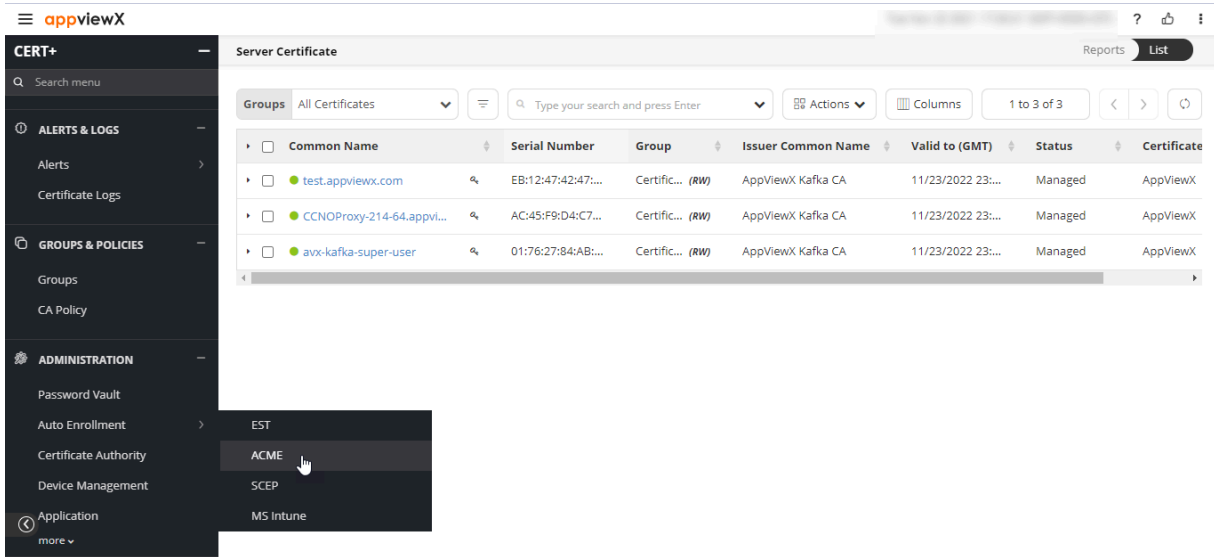 appviewX
?
CERT+
Server Certificate
Reports List
Search menu
Groups All Certificates Type your search and press Enter Actions Columns 1 to 3 of 3
ALERTS & LOGS
Alerts
Certificate Logs
GROUPS & POLICIES
Groups
CA Policy
ADMINISTRATION
Password Vault
Auto Enrollment
Certificate Authority
Device Management
Application
more
EST
ACME
SCEP
MS Intune
Common Name Serial Number Group Issuer Common Name Valid to (GMT) Status Certificate
test.appviewx.com EB:12:47:42:47:... Certific... (RW) AppViewX Kafka CA 11/23/2022 23:... Managed AppViewX
CCNOProxy-214-64.appvi... AC:45:F9:D4:C7... Certific... (RW) AppViewX Kafka CA 11/23/2022 23:... Managed AppViewX
avx-kafka-super-user 01:76:27:84:AB:... Certific... (RW) AppViewX Kafka CA 11/23/2022 23:... Managed AppViewX